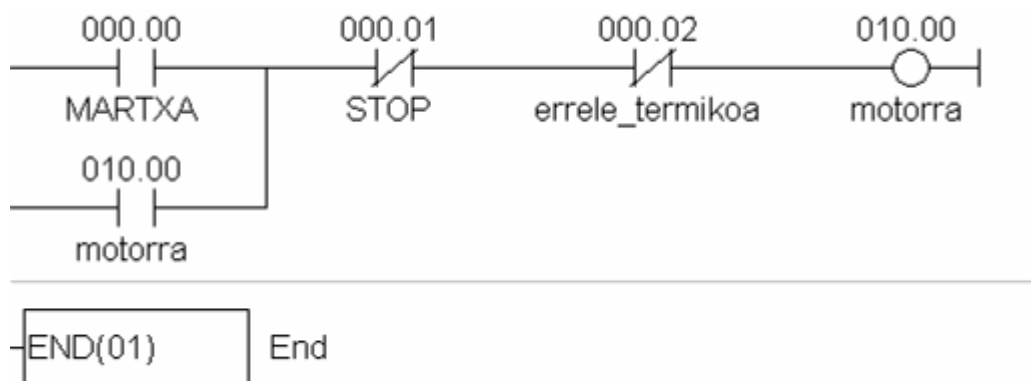 000.00 000.01 000.02 010.00
MARTXA STOP errele_termikoa motorra
010.00
motorra
END(01) End